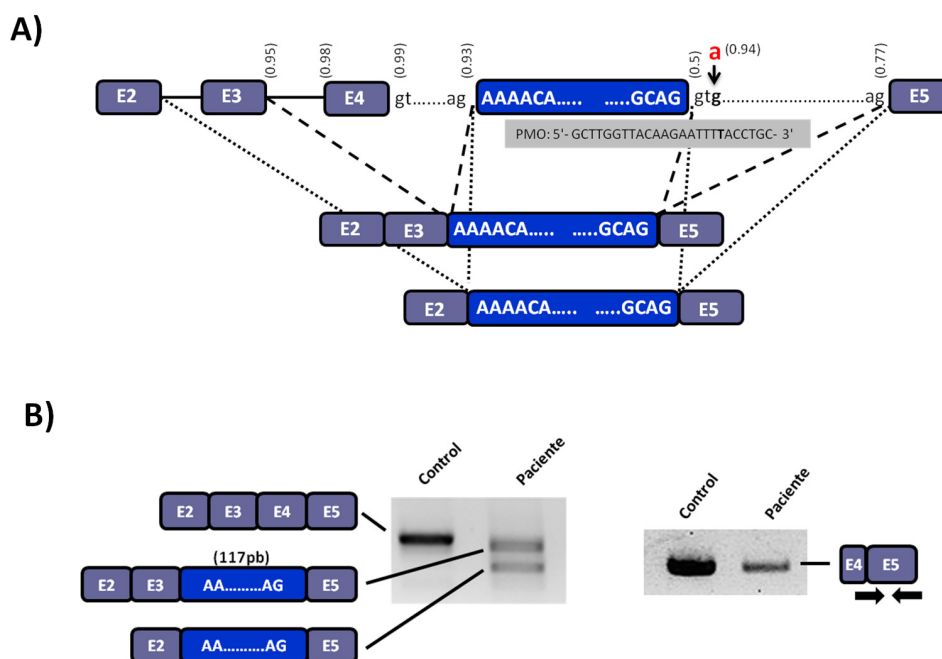 A)
(0.95) (0.98) (0.99) (0.93) (0.5) a (0.94) (0.77)
E2 E3 E4 gt......ag AAAACA..... .....GCAG gtg............................ag E5
PMO: 5'- GCTTGGTTACAAGAATTTTACCTGC- 3'
E2 E3 AAAACA..... .....GCAG E5
E2 AAAACA..... .....GCAG E5
B)
Control Paciente
E2 E3 E4 E5
(117pb)
E2 E3 AA.........AG E5
E2 AA.........AG E5
Control Paciente
E4 E5